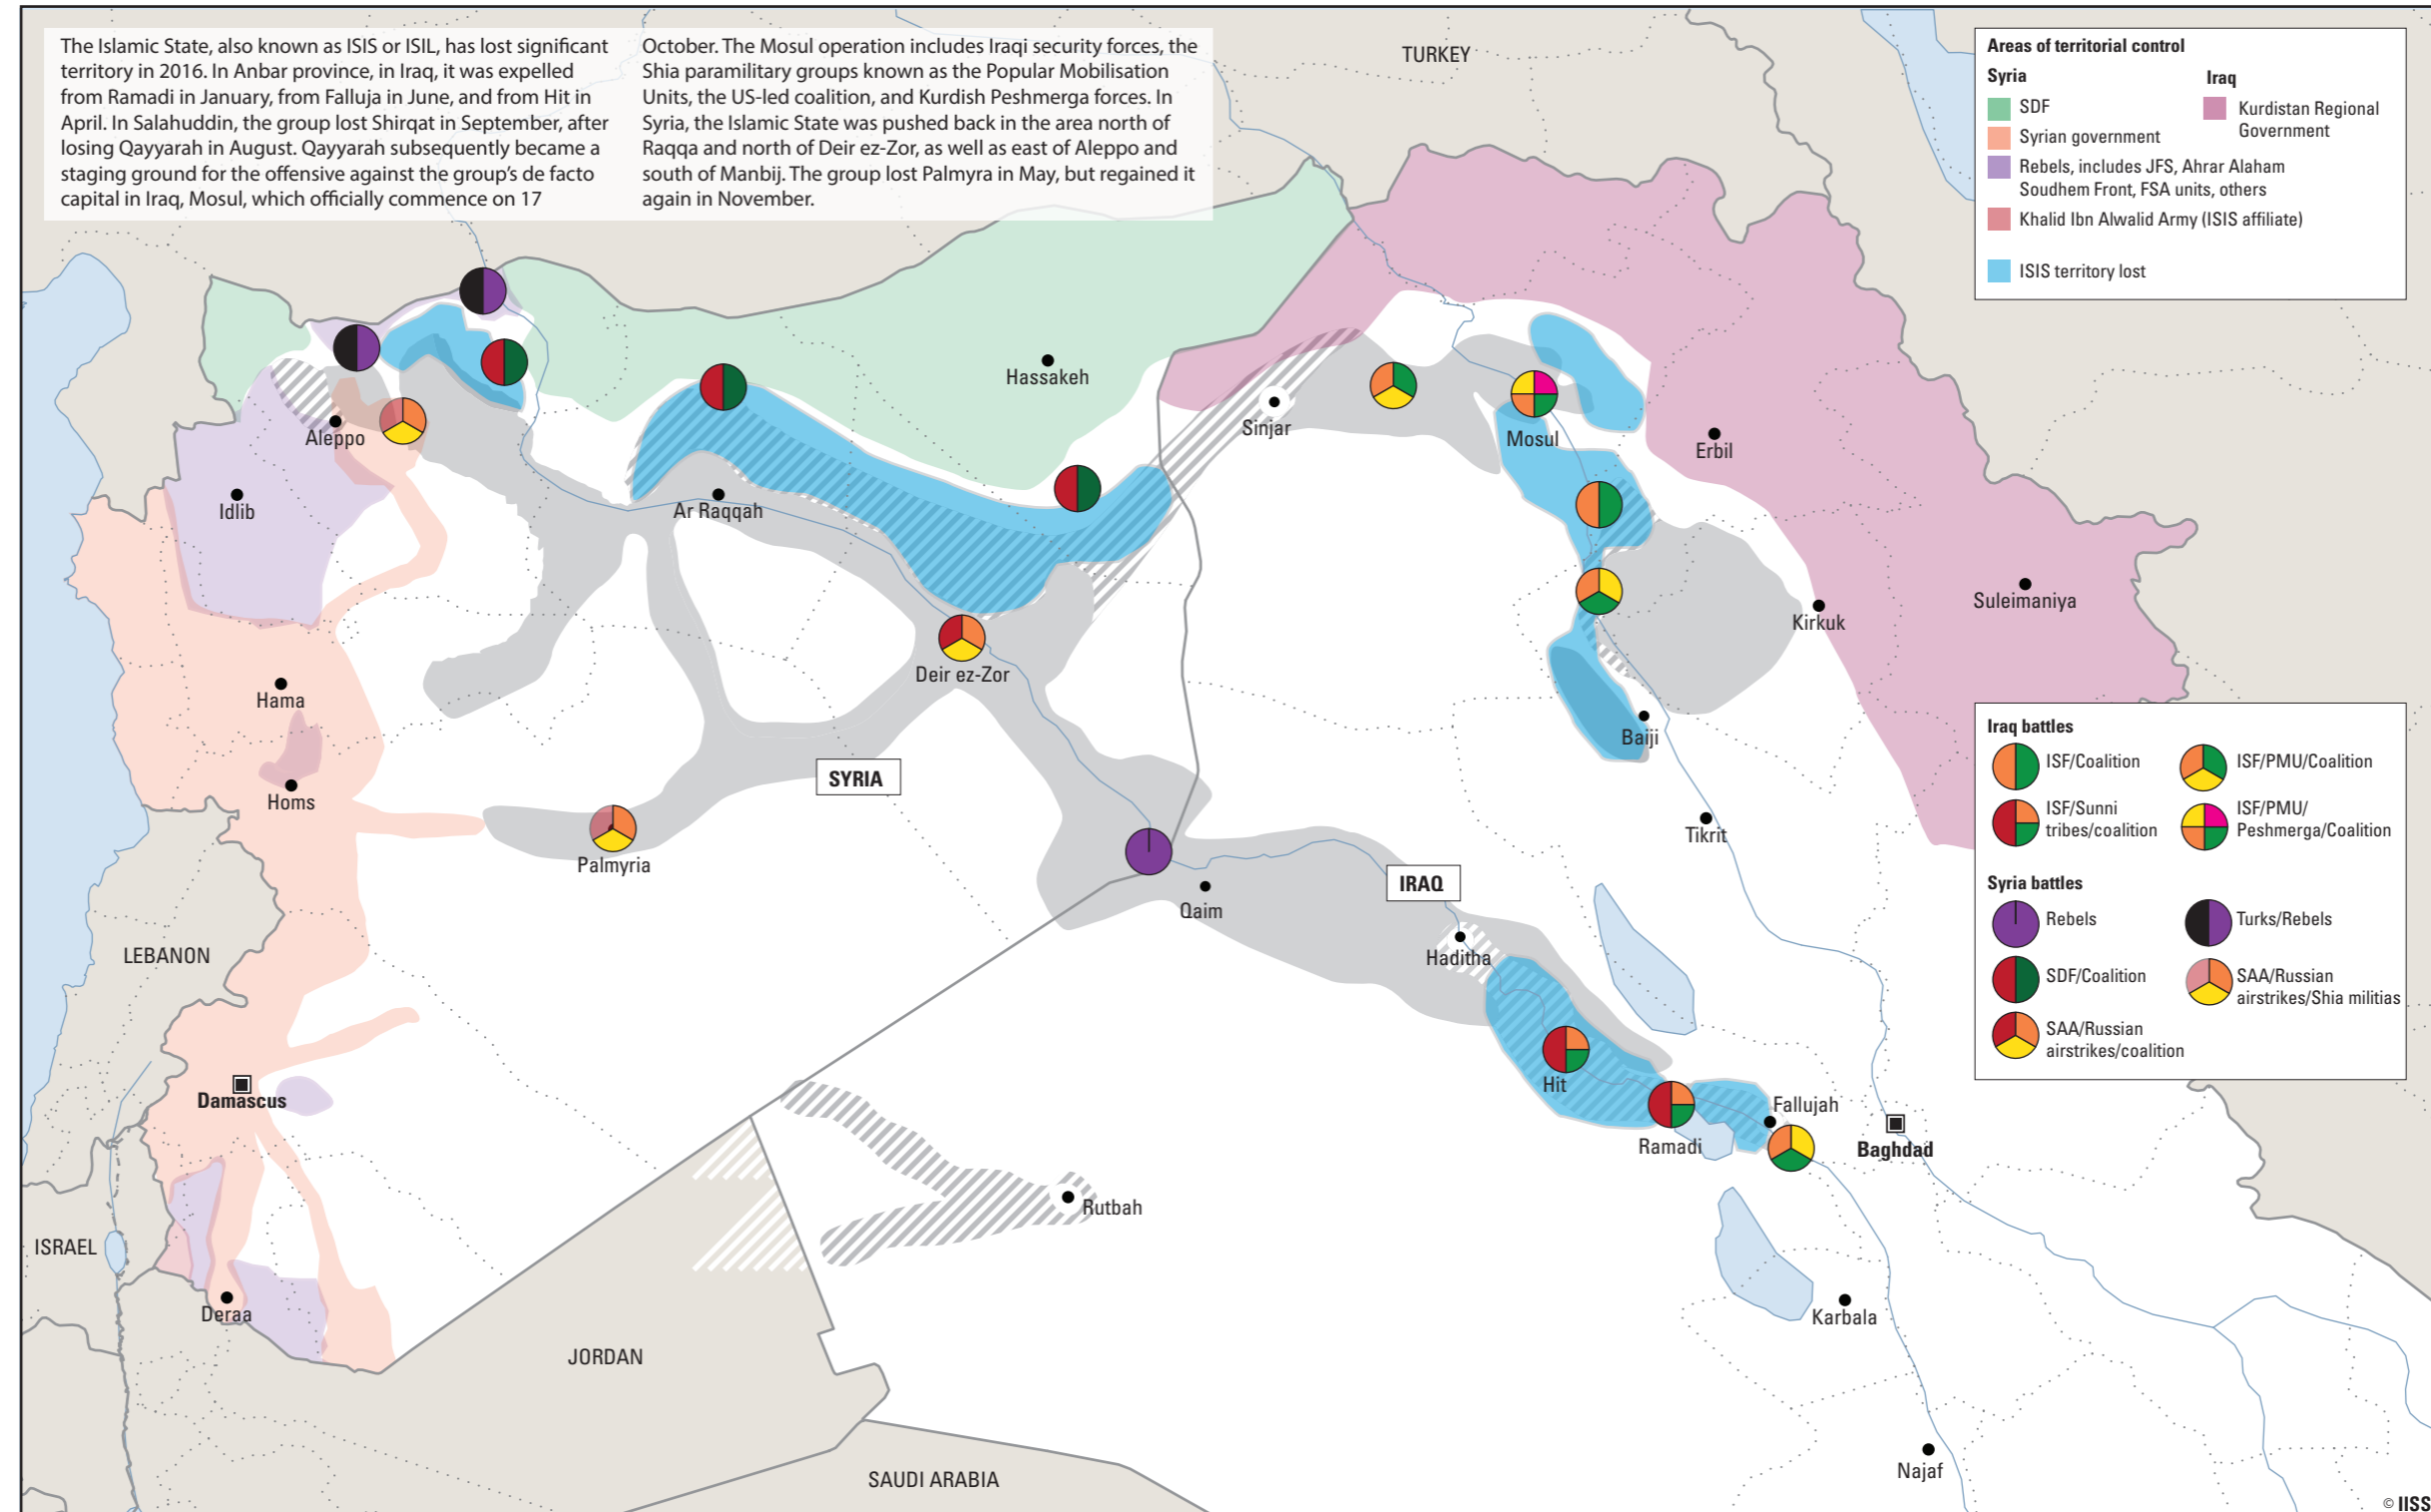 The Islamic State, also known as ISIS or ISIL, has lost significant
territory in 2016. In Anbar province, in Iraq, it was expelled
from Ramadi in January, from Falluja in June, and from Hit in
April. In Salahuddin, the group lost Shirqat in September, after
losing Qayyarah in August. Qayyarah subsequently became a
staging ground for the offensive against the group's de facto
capital in Iraq, Mosul, which officially commence on 17
October. The Mosul operation includes Iraqi security forces, the
Shia paramilitary groups known as the Popular Mobilisation
Units, the US-led coalition, and Kurdish Peshmerga forces. In
Syria, the Islamic State was pushed back in the area north of
Raqqa and north of Deir ez-Zor, as well as east of Aleppo and
south of Manbij. The group lost Palmyra in May, but regained it
again in November.
TURKEY
Areas of territorial control
Syria
SDF
Syrian government
Rebels, includes JFS, Ahrar Alaham
Soudhem Front, FSA units, others
Khalid Ibn Alwalid Army (ISIS affiliate)
ISIS territory lost
Iraq
Kurdistan Regional
Government
Hassakeh
Aleppo
Sinjar
Mosul
Erbil
Idlib
Ar Raqqah
Kirkuk
Suleimaniya
Hama
Deir ez-Zor
Baiji
SYRIA
Homs
Palmyria
Tikrit
IRAQ
Qaim
LEBANON
Haditha
Hit
Damascus
Ramadi
Fallujah
Baghdad
Rutbah
ISRAEL
Deraa
JORDAN
Karbala
SAUDI ARABIA
Najaf
Iraq battles
ISF/Coalition
ISF/PMU/Coalition
ISF/Sunni
tribes/coalition
ISF/PMU/
Peshmerga/Coalition
Syria battles
Rebels
Turks/Rebels
SDF/Coalition
SAA/Russian
airstrikes/Shia militias
SAA/Russian
airstrikes/coalition
© IISS